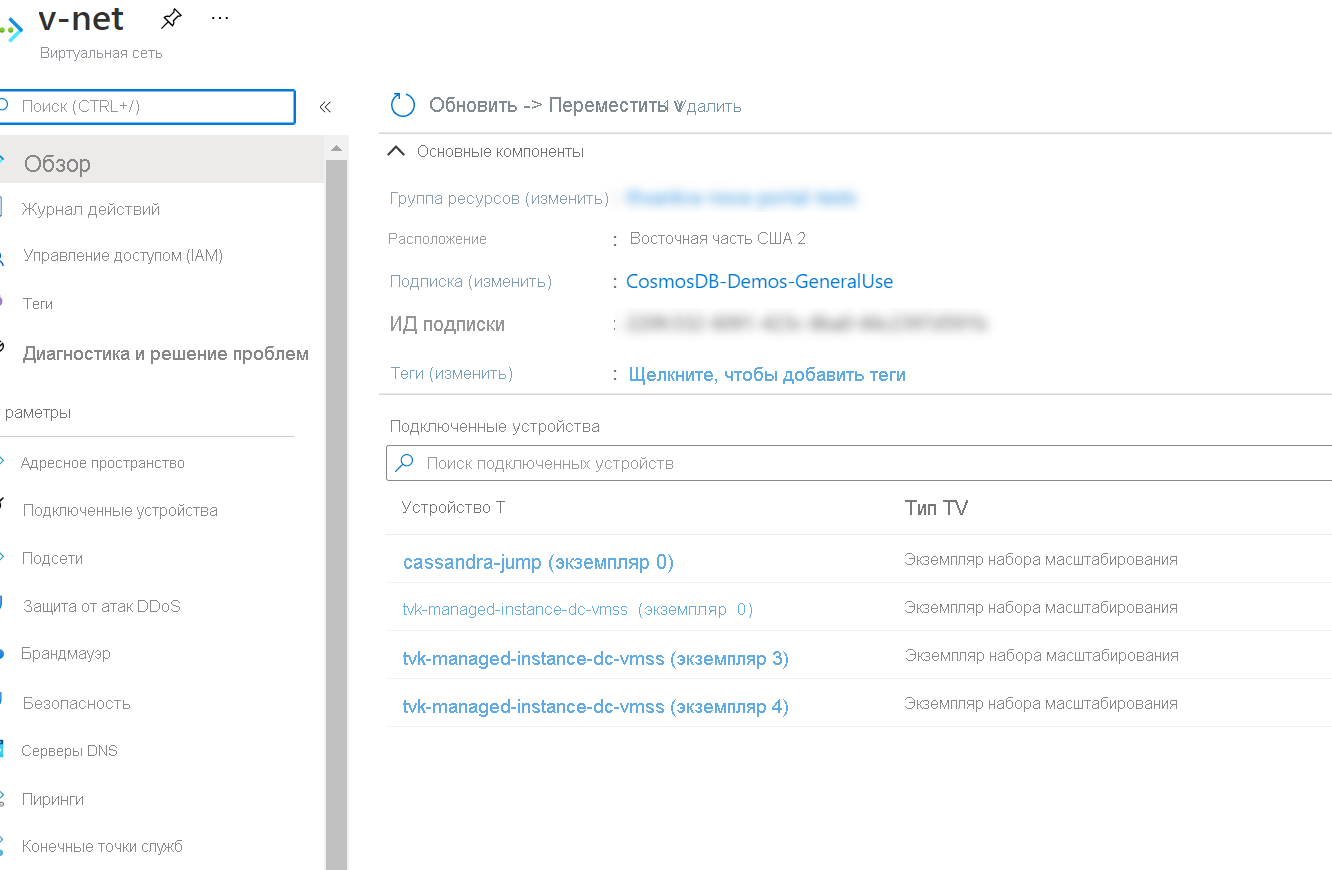 v-net
Виртуальная сеть
Поиск (CTRL+/)
Обзор
Журнал действий
Управление доступом (IAM)
Теги
Диагностика и решение проблем
раметры
Адресное пространство
Подключенные устройства
Подсети
Защита от атак DDoS
Брандмауэр
Безопасность
Серверы DNS
Пиринги
Конечные точки служб
Обновить -> Переместить ∨ Удалить
Основные компоненты
Группа ресурсов (изменить)
Расположение : Восточная часть США 2
Подписка (изменить) : CosmosDB-Demos-GeneralUse
ИД подписки :
Теги (изменить) : Щелкните, чтобы добавить теги
Подключенные устройства
Поиск подключенных устройств
Устройство T Тип TV
cassandra-jump (экземпляр 0) Экземпляр набора масштабирования
tvk-managed-instance-dc-vmss (экземпляр 0) Экземпляр набора масштабирования
tvk-managed-instance-dc-vmss (экземпляр 3) Экземпляр набора масштабирования
tvk-managed-instance-dc-vmss (экземпляр 4) Экземпляр набора масштабирования